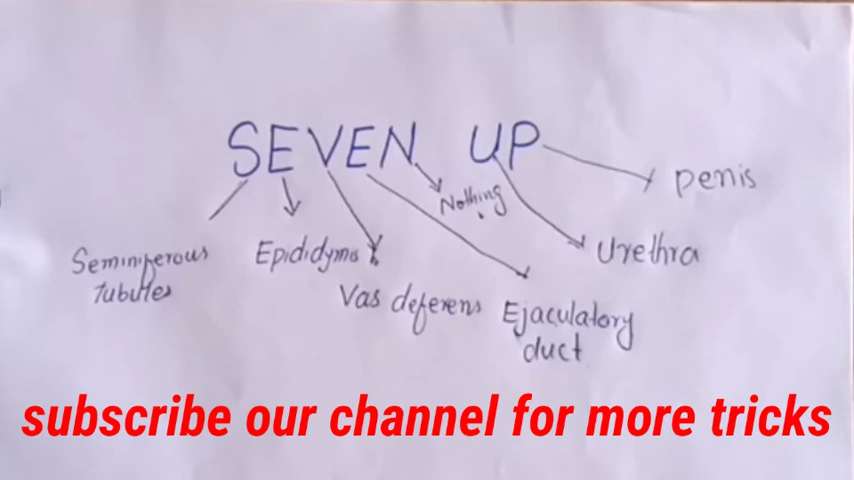 SEVEN UP
penis
Nothing
Urethra
Seminiferous
Tubules
Epididymis
Vas deferens
Ejaculatory
duct
subscribe our channel for more tricks